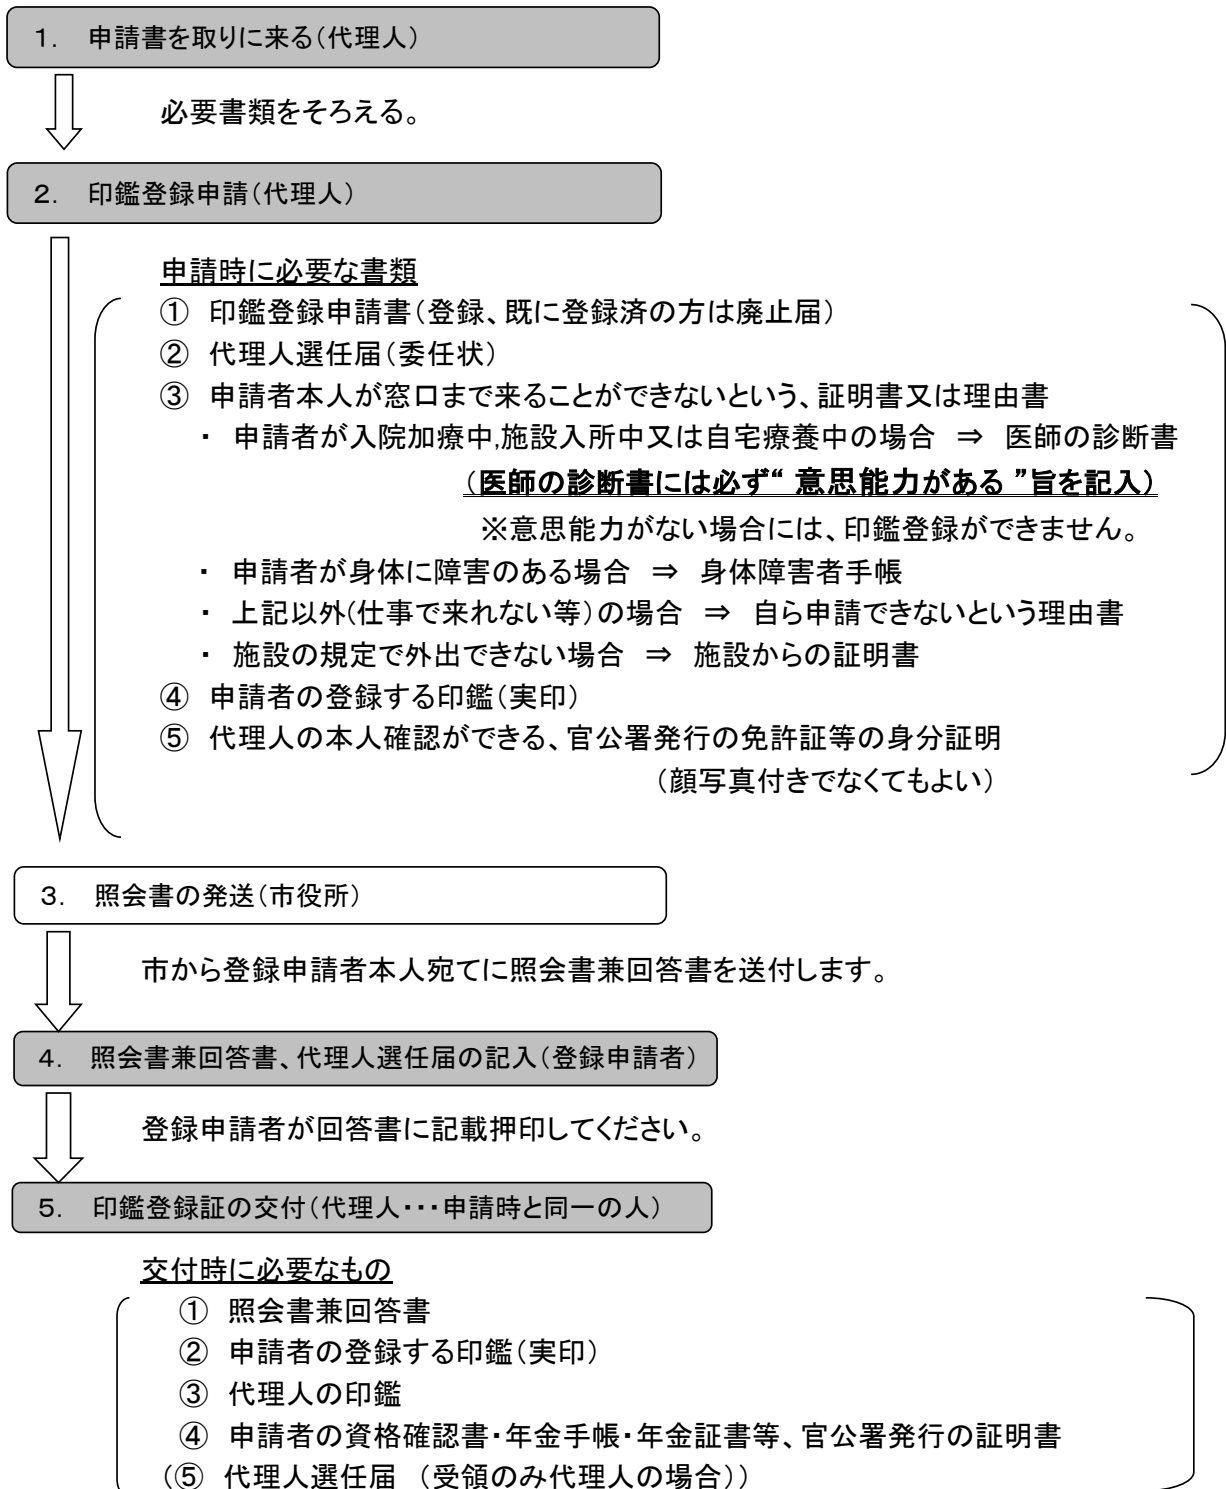 １．　申請書を取りに来る（代理人）
必要書類をそろえる。
２．　印鑑登録申請（代理人）
申請時に必要な書類
①　印鑑登録申請書（登録、既に登録済の方は廃止届）
②　代理人選任届（委任状）
③　申請者本人が窓口まで来ることができないという、証明書又は理由書
・　申請者が入院加療中,施設入所中又は自宅療養中の場合　⇒　医師の診断書
（医師の診断書には必ず“ 意思能力がある ”旨を記入）
※意思能力がない場合には、印鑑登録ができません。
・　申請者が身体に障害のある場合　⇒　身体障害者手帳
・　上記以外(仕事で来れない等）の場合　⇒　自ら申請できないという理由書
・　施設の規定で外出できない場合　⇒　施設からの証明書
④　申請者の登録する印鑑（実印）
⑤　代理人の本人確認ができる、官公署発行の免許証等の身分証明
（顔写真付きでなくてもよい）
３．　照会書の発送（市役所）
市から登録申請者本人宛てに照会書兼回答書を送付します。
４．　照会書兼回答書、代理人選任届の記入（登録申請者）
登録申請者が回答書に記載押印してください。
５．　印鑑登録証の交付（代理人・・・申請時と同一の人）
交付時に必要なもの
①　照会書兼回答書
②　申請者の登録する印鑑（実印）
③　代理人の印鑑
④　申請者の資格確認書・年金手帳・年金証書等、官公署発行の証明書
（⑤　代理人選任届　（受領のみ代理人の場合））